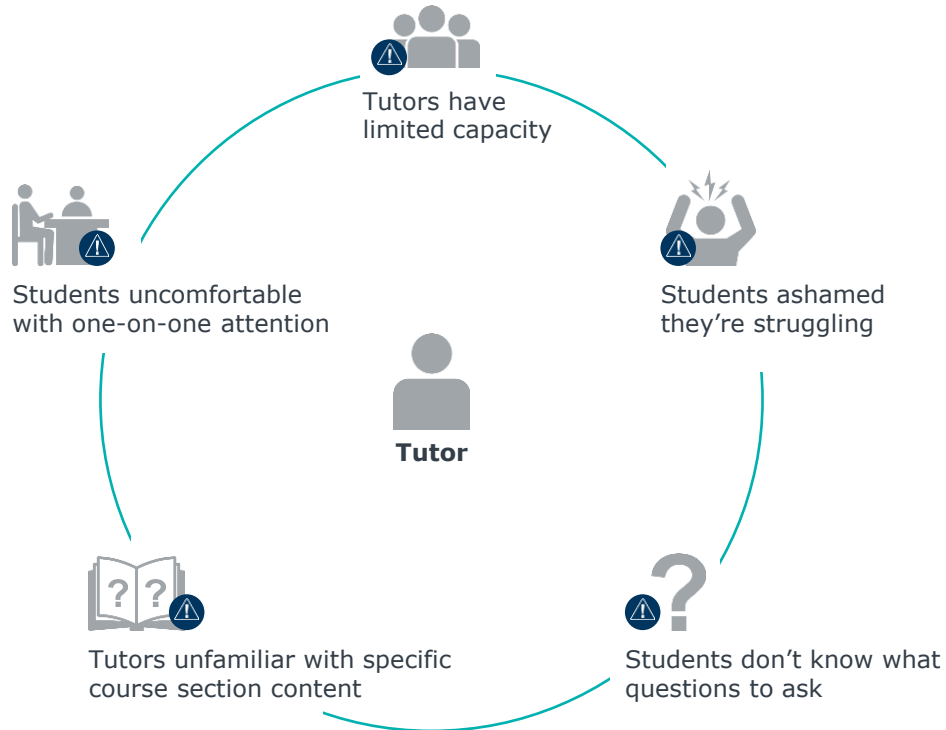 Tutors have
limited capacity
Students uncomfortable
with one-on-one attention
Students ashamed
they’re struggling
Tutor
? ?
Tutors unfamiliar with specific
course section content
?
Students don’t know what
questions to ask